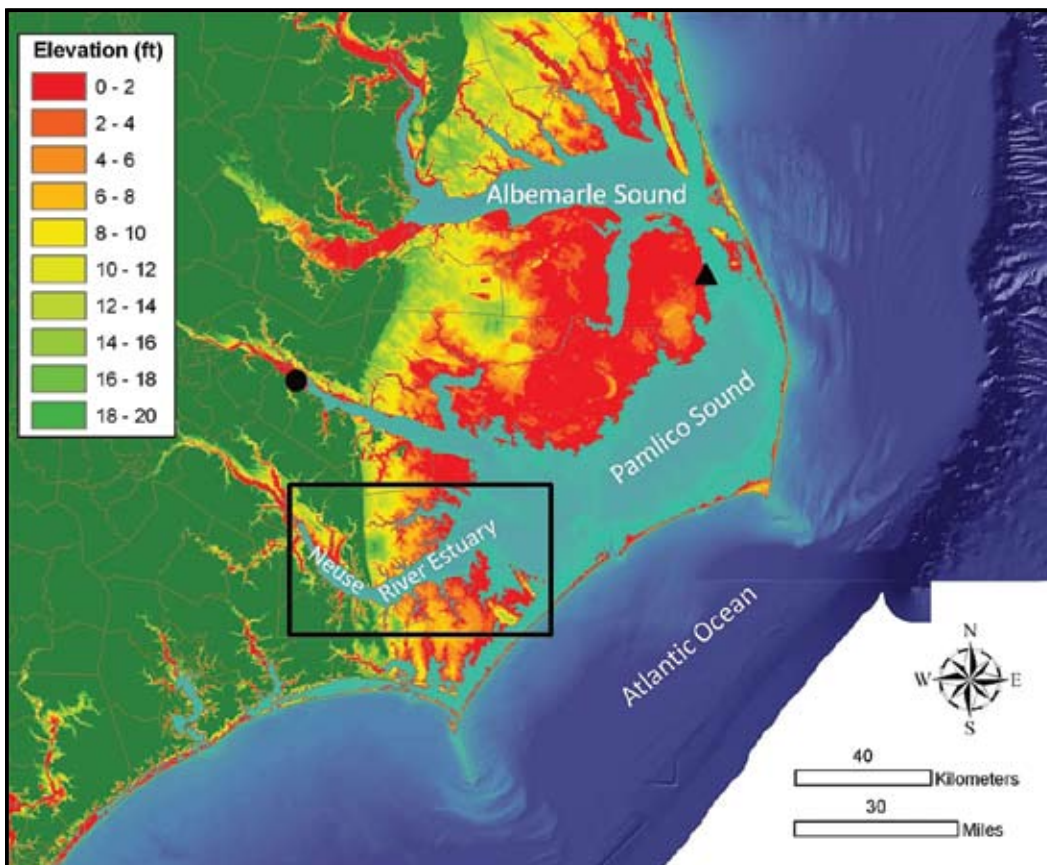 Elevation (ft)
0 - 2
2 - 4
4 - 6
6 - 8
8 - 10
10 - 12
12 - 14
14 - 16
16 - 18
18 - 20
Albemarle Sound
Pamlico Sound
Neuse River Estuary
Atlantic Ocean
N
W E
S
40
Kilometers
30
Miles